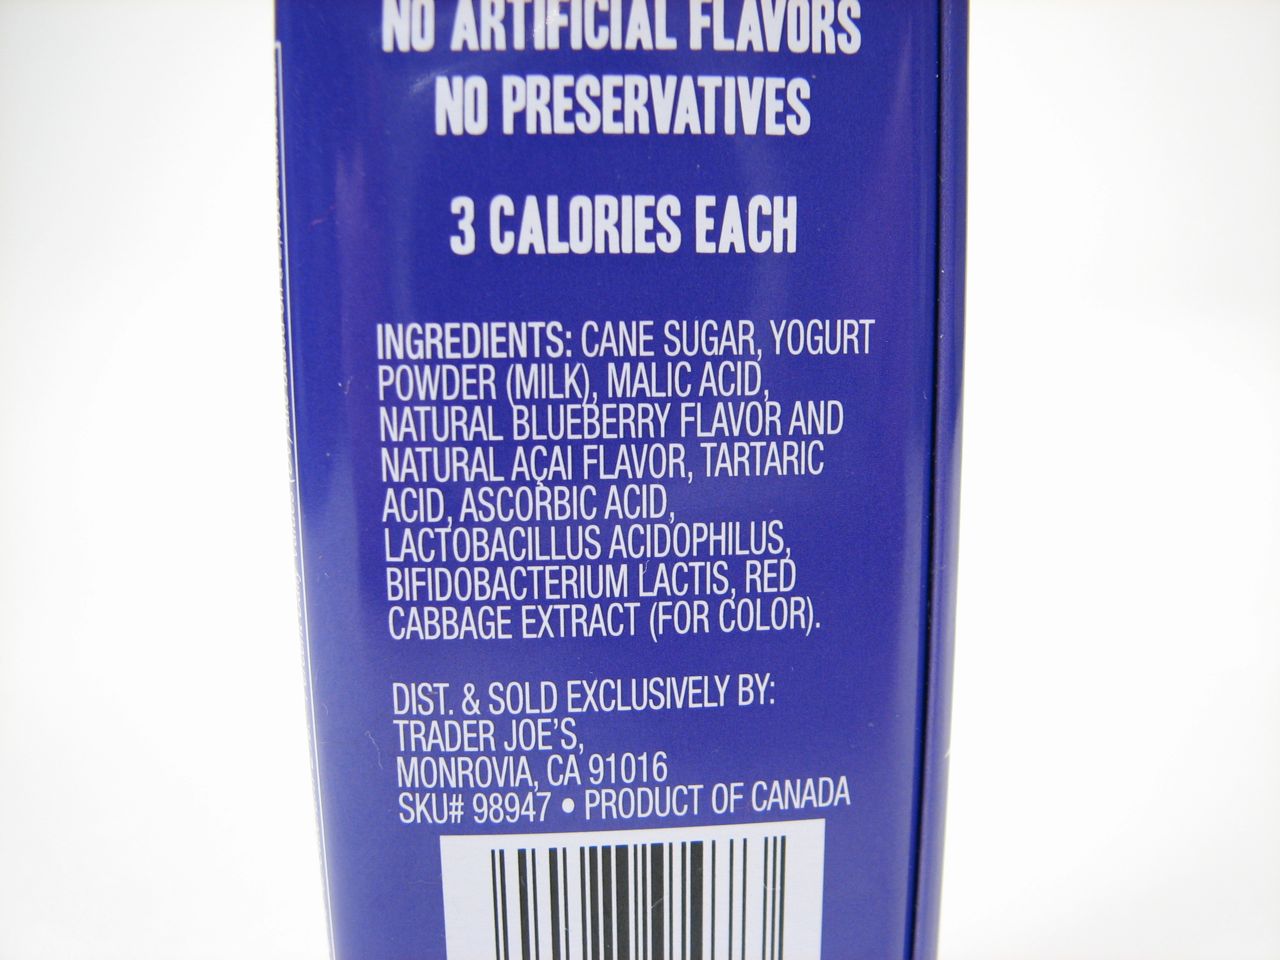 NO ARTIFICIAL FLAVORS
NO PRESERVATIVES
3 CALORIES EACH
INGREDIENTS: CANE SUGAR, YOGURT
POWDER (MILK), MALIC ACID,
NATURAL BLUEBERRY FLAVOR AND
NATURAL AÇAI FLAVOR, TARTARIC
ACID, ASCORBIC ACID,
LACTOBACILLUS ACIDOPHILUS,
BIFIDOBACTERIUM LACTIS, RED
CABBAGE EXTRACT (FOR COLOR).
DIST. & SOLD EXCLUSIVELY BY:
TRADER JOE'S,
MONROVIA, CA 91016
SKU# 98947 • PRODUCT OF CANADA